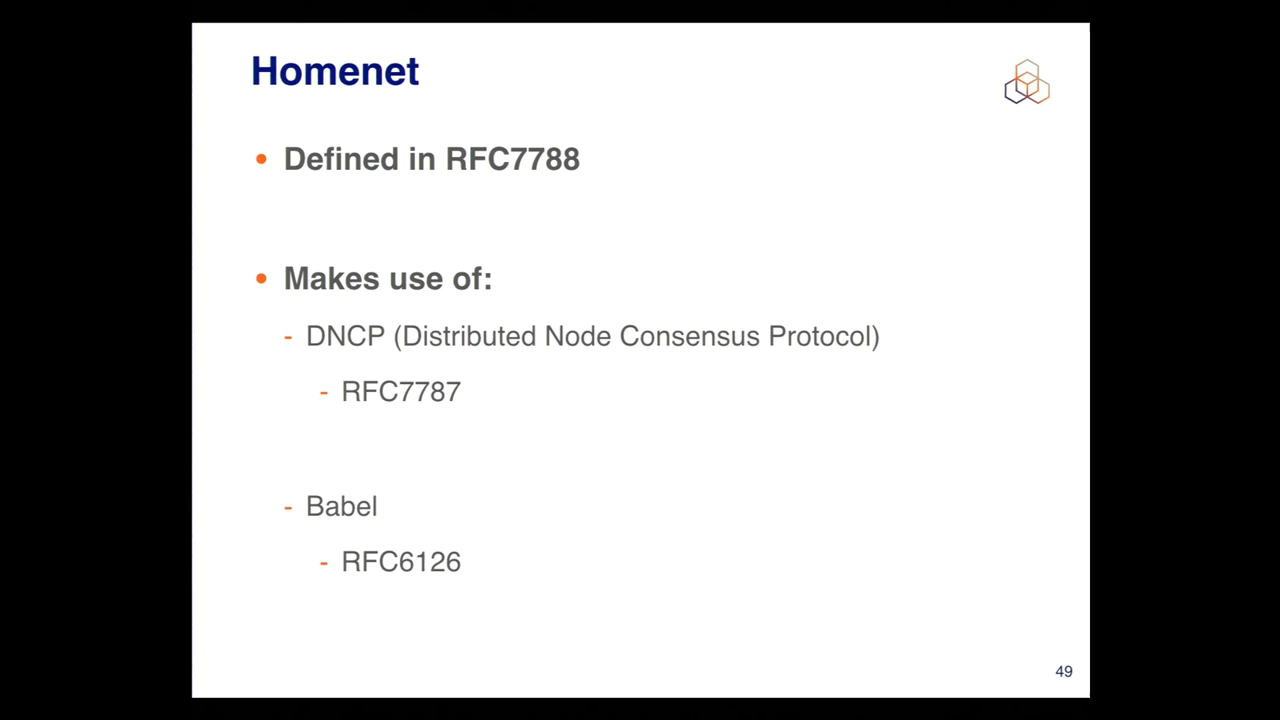 Homenet
• Defined in RFC7788
• Makes use of:
- DNCP (Distributed Node Consensus Protocol)
- RFC7787
- Babel
- RFC6126
49